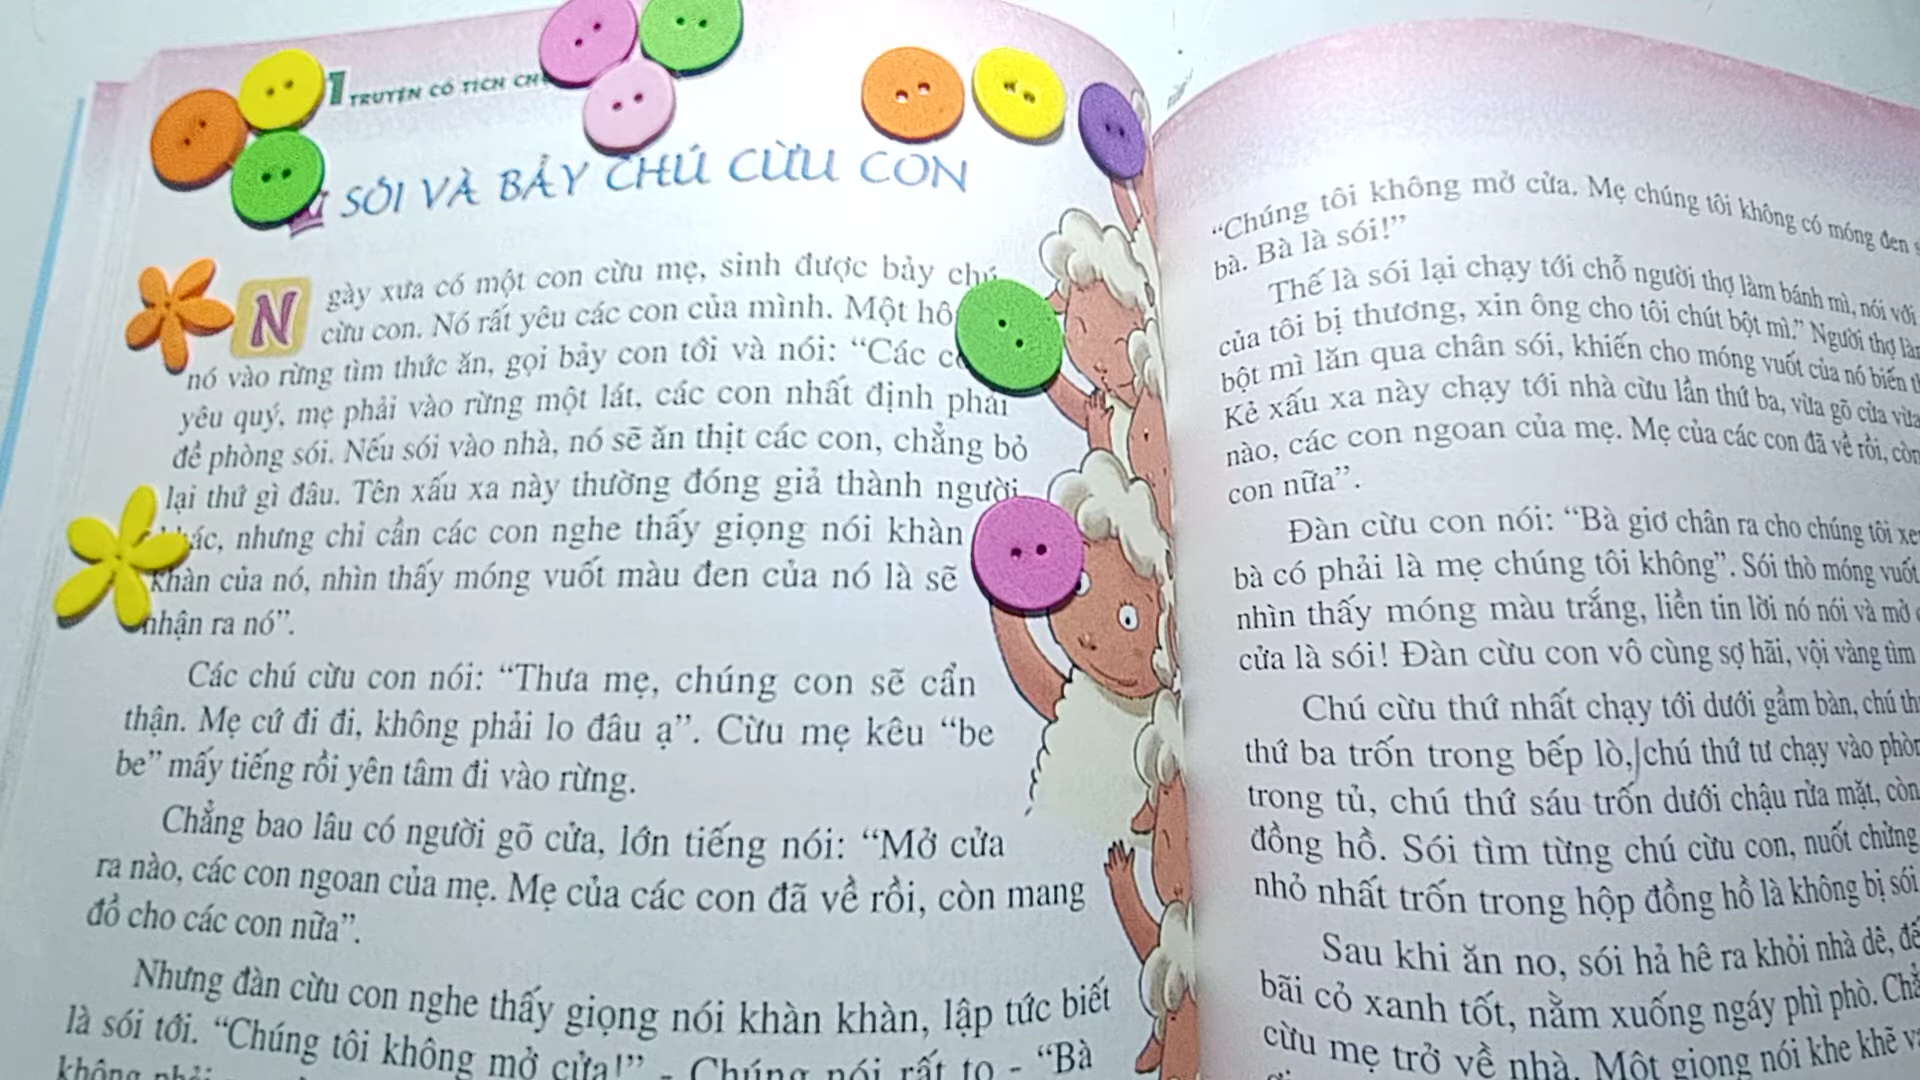 1 TRUYỆN CỔ TÍCH
SÓI VÀ BẢY CHÚ CỪU CON
Ngày xưa có một con cừu mẹ, sinh được bảy chú
cừu con. Nó rất yêu các con của mình. Một
nó vào rừng tìm thức ăn, gọi bảy con tới và nói: “Các
yêu quý, mẹ phải vào rừng một lát, các con nhất định phải
đề phòng sói. Nếu sói vào nhà, nó sẽ ăn thịt các con, chẳng bỏ
lại thứ gì đâu. Tên xấu xa này thường đóng giả thành người
nhưng chỉ cần các con nghe thấy giọng nói khàn
khàn của nó, nhìn thấy móng vuốt màu đen của nó là sẽ
nhận ra nó”.
Các chú cừu con nói: “Thưa mẹ, chúng con sẽ cẩn
thận. Mẹ cứ đi đi, không phải lo đâu ạ”. Cừu mẹ kêu “be
be” mấy tiếng rồi yên tâm đi vào rừng.
Chẳng bao lâu có người gõ cửa, lớn tiếng nói: “Mở cửa
ra nào, các con ngoan của mẹ. Mẹ của các con đã về rồi, còn mang
đồ cho các con nữa”.
Nhưng đàn cừu con nghe thấy giọng nói khàn khàn, lập tức biết
là sói tới. “Chúng tôi không mở cửa!” - Chúng nói rất to - “Bà
không phải
“Chúng tôi không mở cửa. Mẹ chúng tôi không có móng đen
bà. Bà là sói!”
Thế là sói lại chạy tới chỗ người thợ làm bánh mì, nói với
của tôi bị thương, xin ông cho tôi chút bột mì.” Người thợ
bột mì lăn qua chân sói, khiến cho móng vuốt của nó biến
Kẻ xấu xa này chạy tới nhà cừu lần thứ ba, vừa gõ cửa vừa
nào, các con ngoan của mẹ. Mẹ của các con đã về rồi, còn
con nữa”.
Đàn cừu con nói: “Bà giơ chân ra cho chúng tôi
bà có phải là mẹ chúng tôi không”. Sói thò móng vuốt
nhìn thấy móng màu trắng, liền tin lời nó nói và mở
cửa là sói! Đàn cừu con vô cùng sợ hãi, vội vàng tìm
Chú cừu thứ nhất chạy tới dưới gầm bàn, chú
thứ ba trốn trong bếp lò, chú thứ tư chạy vào
trong tủ, chú thứ sáu trốn dưới chậu rửa mặt, còn
đồng hồ. Sói tìm từng chú cừu con, nuốt chửng
nhỏ nhất trốn trong hộp đồng hồ là không bị sói
Sau khi ăn no, sói hả hê ra khỏi nhà dê,
bãi cỏ xanh tốt, nằm xuống ngáy phì phò.
cừu mẹ trở về nhà. Một giọng nói khe khẽ